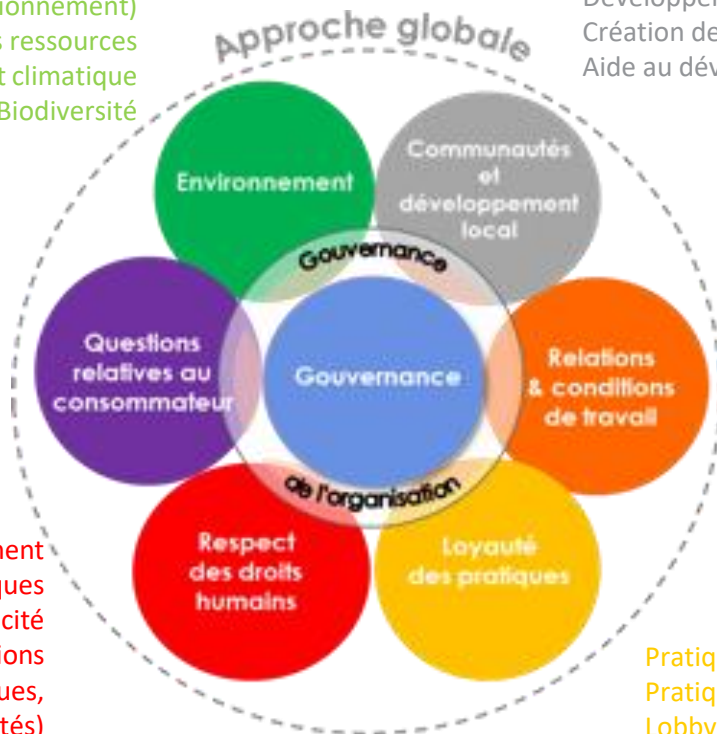 Approche globale
s ressources
t climatique
Biodiversité
Création de
Aide au dév
Environnement
Communautés
et
développement
local
Gouvernance
de l'organisation
Gouvernance
Questions
relatives au
consommateur
Relations
& conditions
de travail
Respect
des droits
humains
Loyauté
des pratiques
ment
ques
cité
ions
ues,
tés)
Pratiq
Pratiq
Lobby